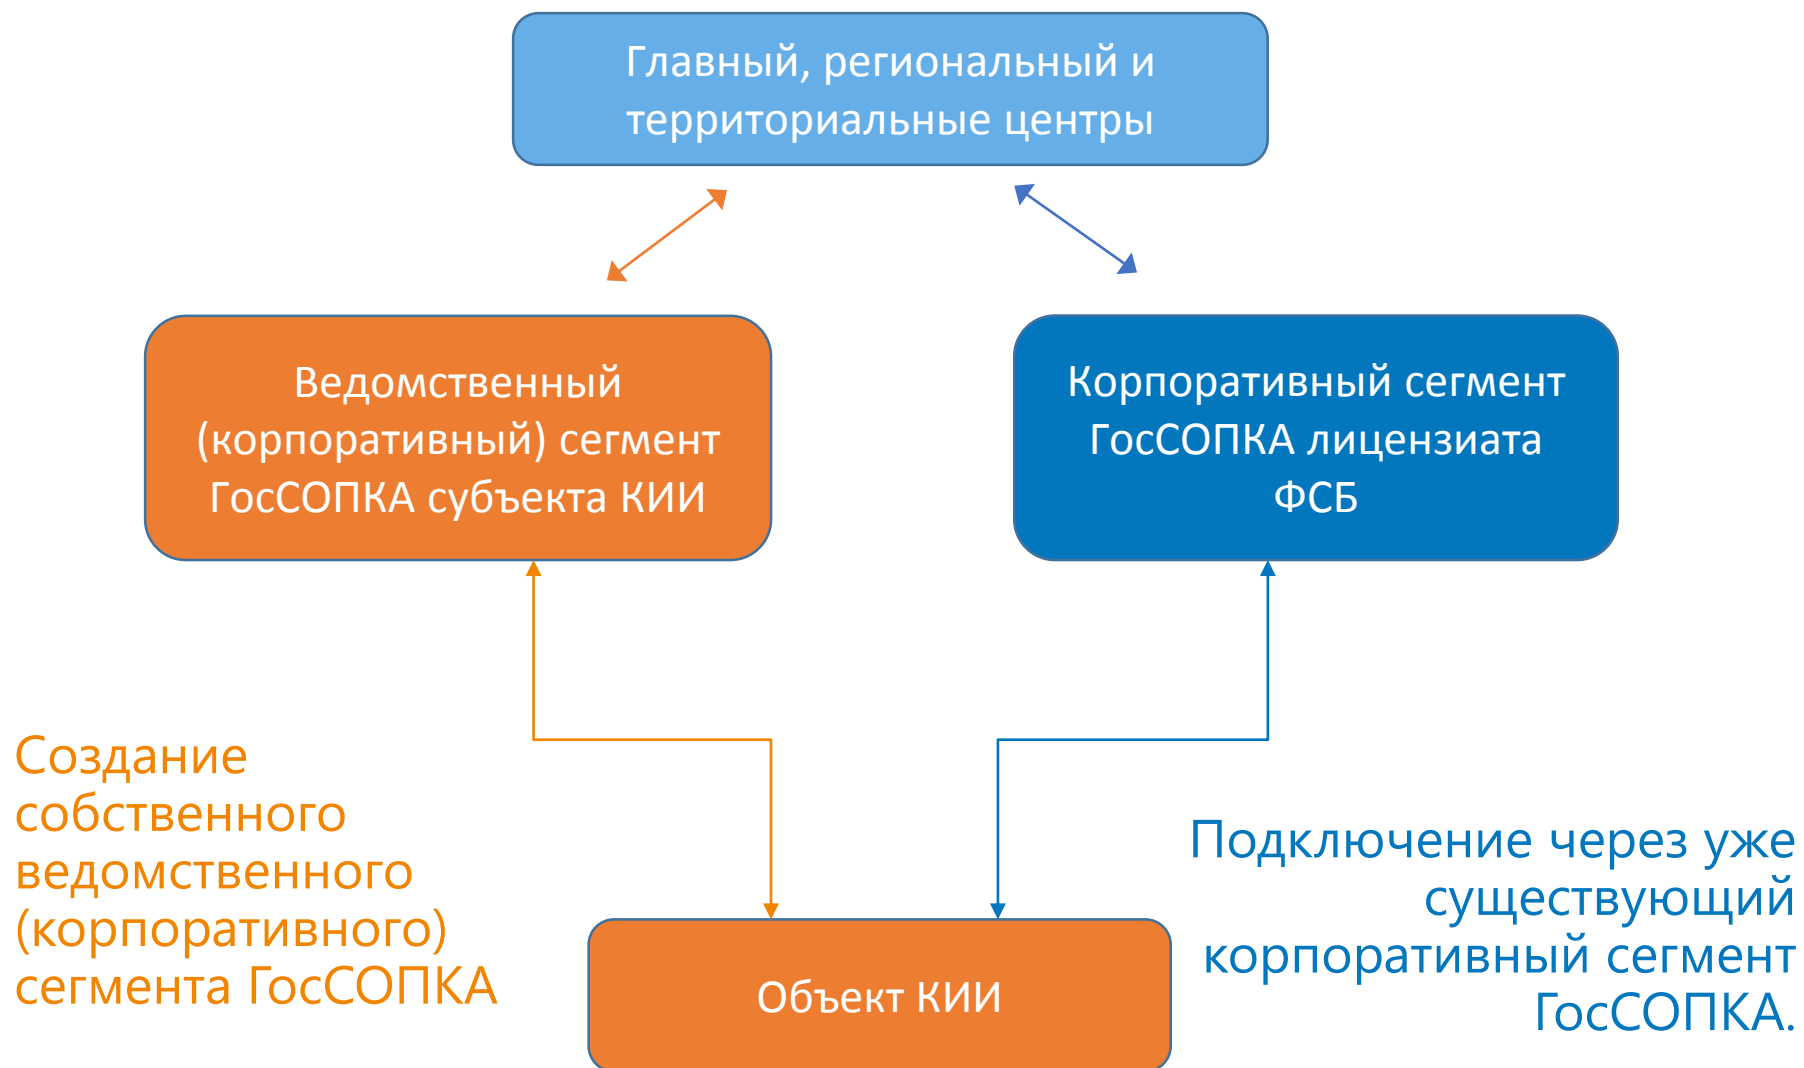 Главный, региональный и
территориальные центры
Ведомственный
(корпоративный) сегмент
ГосСОПКА субъекта КИИ
Корпоративный сегмент
ГосСОПКА лицензиата
ФСБ
Создание
собственного
ведомственного
(корпоративного)
сегмента ГосСОПКА
Подключение через уже
существующий
корпоративный сегмент
ГосСОПКА.
Объект КИИ